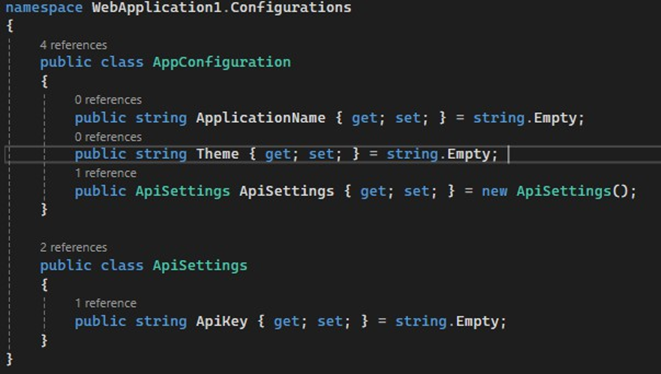 namespace WebApplication1.Configurations
{
4 references
public class AppConfiguration
{
0 references
public string ApplicationName { get; set; } = string.Empty;
0 references
public string Theme { get; set; } = string.Empty;
1 reference
public ApiSettings ApiSettings { get; set; } = new ApiSettings();
}
2 references
public class ApiSettings
{
1 reference
public string ApiKey { get; set; } = string.Empty;
}
}